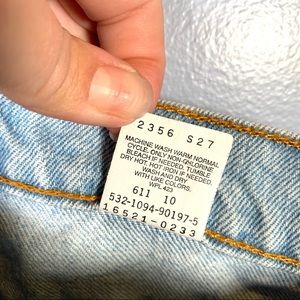 2356 S27
MACHINE WASH WARM NORMAL
CYCLE. ONLY NON-CHLORINE
BLEACH IF NEEDED. TUMBLE
DRY HOT. HOT IRON IF NEEDED.
WASH AND DRY
WITH LIKE COLORS.
WPL 423
611 10
532-1094-90197-5
16521-0233